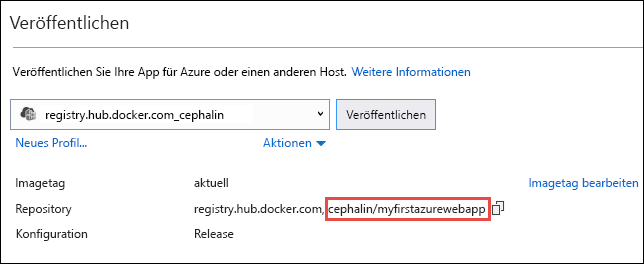 Veröffentlichen
Veröffentlichen Sie Ihre App für Azure oder einen anderen Host. Weitere Informationen
registry.hub.docker.com_cephalin Veröffentlichen
Neues Profil... Aktionen
Imagetag aktuell Imagetag bearbeiten
Repository registry.hub.docker.com, cephalin/myfirstazurewebapp
Konfiguration Release